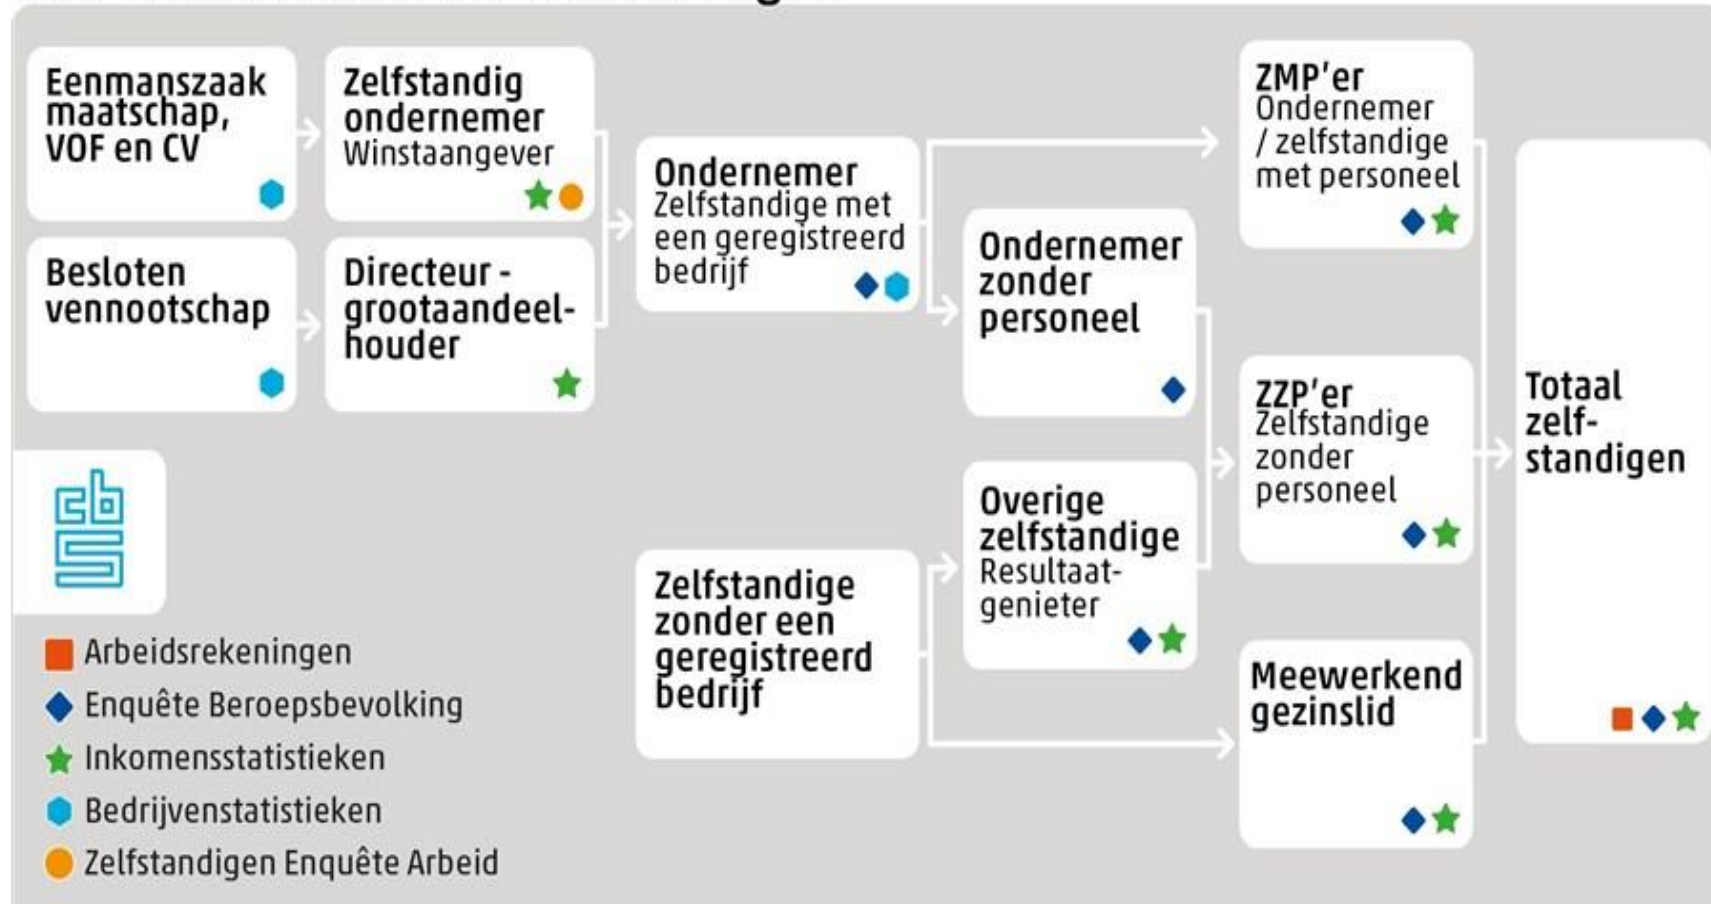 Eenmanszaak
maatschap,
VOF en CV
Zelfstandig
ondernemer
Winstaangever
Besloten
vennootschap
Directeur -
grootaandeel-
houder
Ondernemer
Zelfstandige met
een geregistreerd
bedrijf
Zelfstandige
zonder een
geregistreerd
bedrijf
Ondernemer
zonder
personeel
Overige
zelfstandige
Resultaat-
genieter
ZMP'er
Ondernemer
/ zelfstandige
met personeel
ZZP'er
Zelfstandige
zonder
personeel
Meewerkend
gezinslid
Totaal
zelf-
standigen
cbs
Arbeidsrekeningen
Enquête Beroepsbevolking
Inkomensstatistieken
Bedrijvenstatistieken
Zelfstandigen Enquête Arbeid